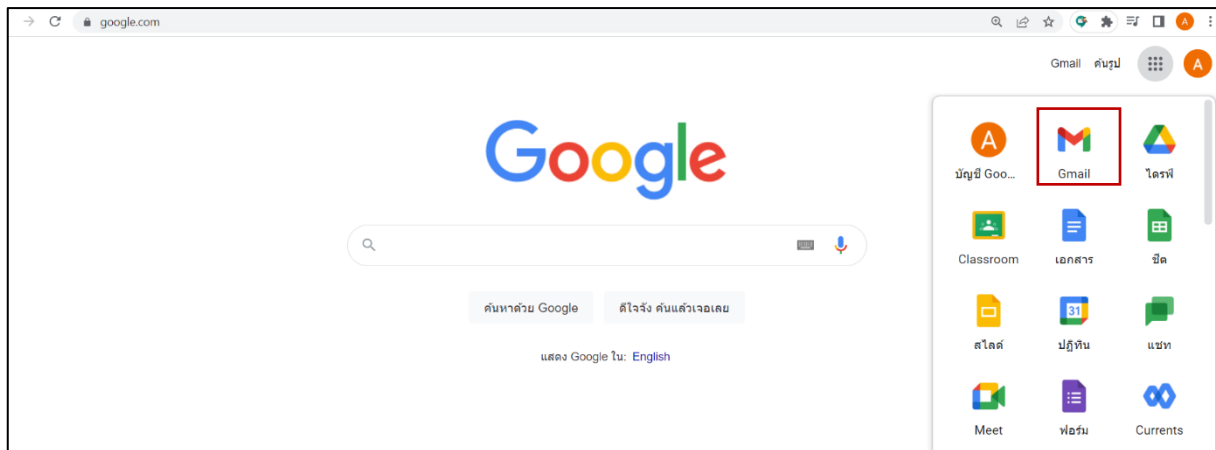 google.com
A
Gmail ค้นรูป
A
Google
A
บัญชี Goo...
Gmail
ไดรฟ์
Classroom
เอกสาร
ชีต
31
สไลด์
ปฏิทิน
แชท
Meet
ฟอร์ม
Currents
ค้นหาด้วย Google
ดีใจจัง ค้นแล้วเจอเลย
แสดง Google ใน: English